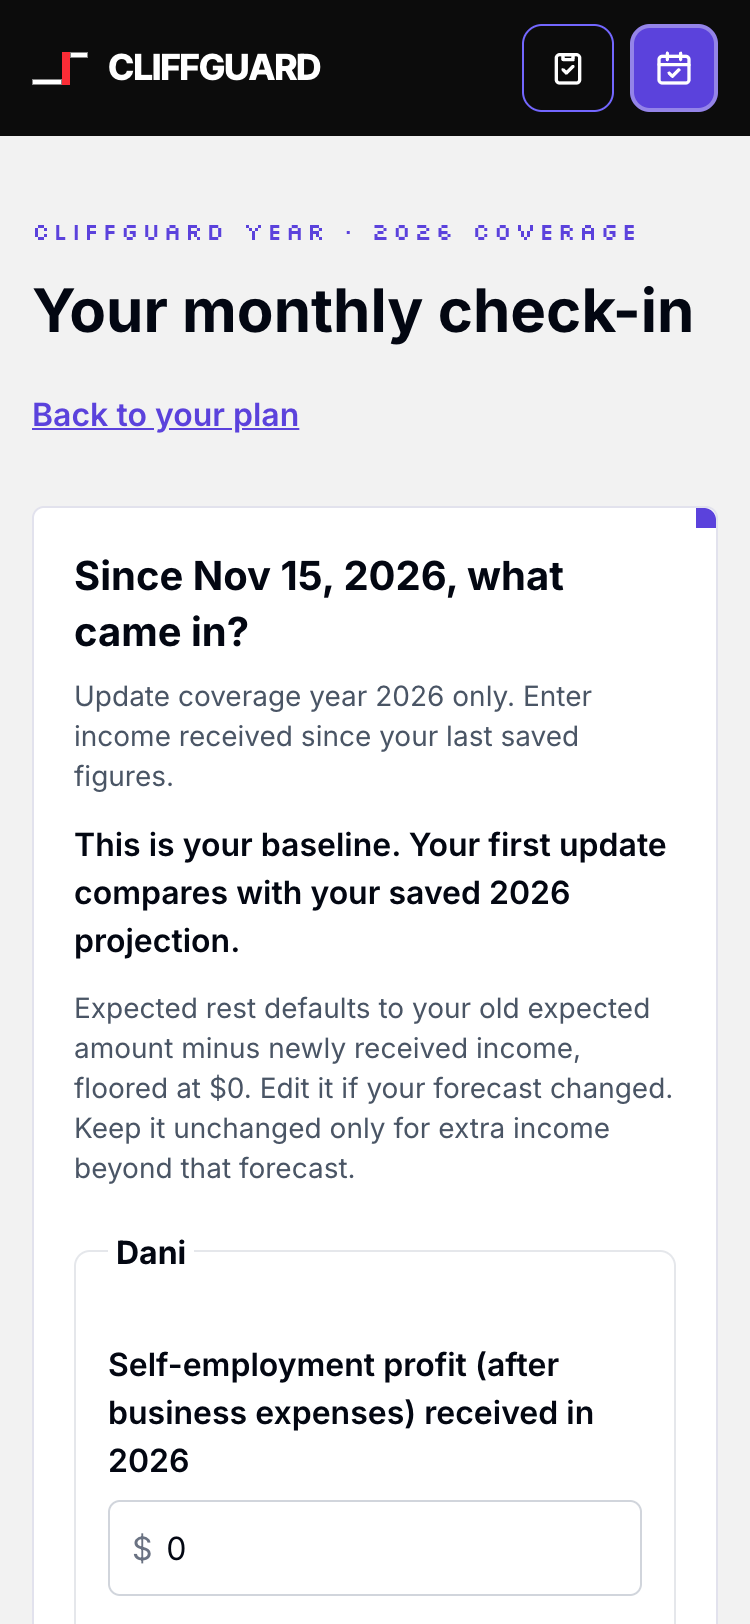 CLIFFGUARD
CLIFFGUARD YEAR · 2026 COVERAGE
Your monthly check-in
Back to your plan
Since Nov 15, 2026, what
came in?
Update coverage year 2026 only. Enter
income received since your last saved
figures.
This is your baseline. Your first update
compares with your saved 2026
projection.
Expected rest defaults to your old expected
amount minus newly received income,
floored at $0. Edit it if your forecast changed.
Keep it unchanged only for extra income
beyond that forecast.
Dani
Self-employment profit (after
business expenses) received in
2026
$ 0